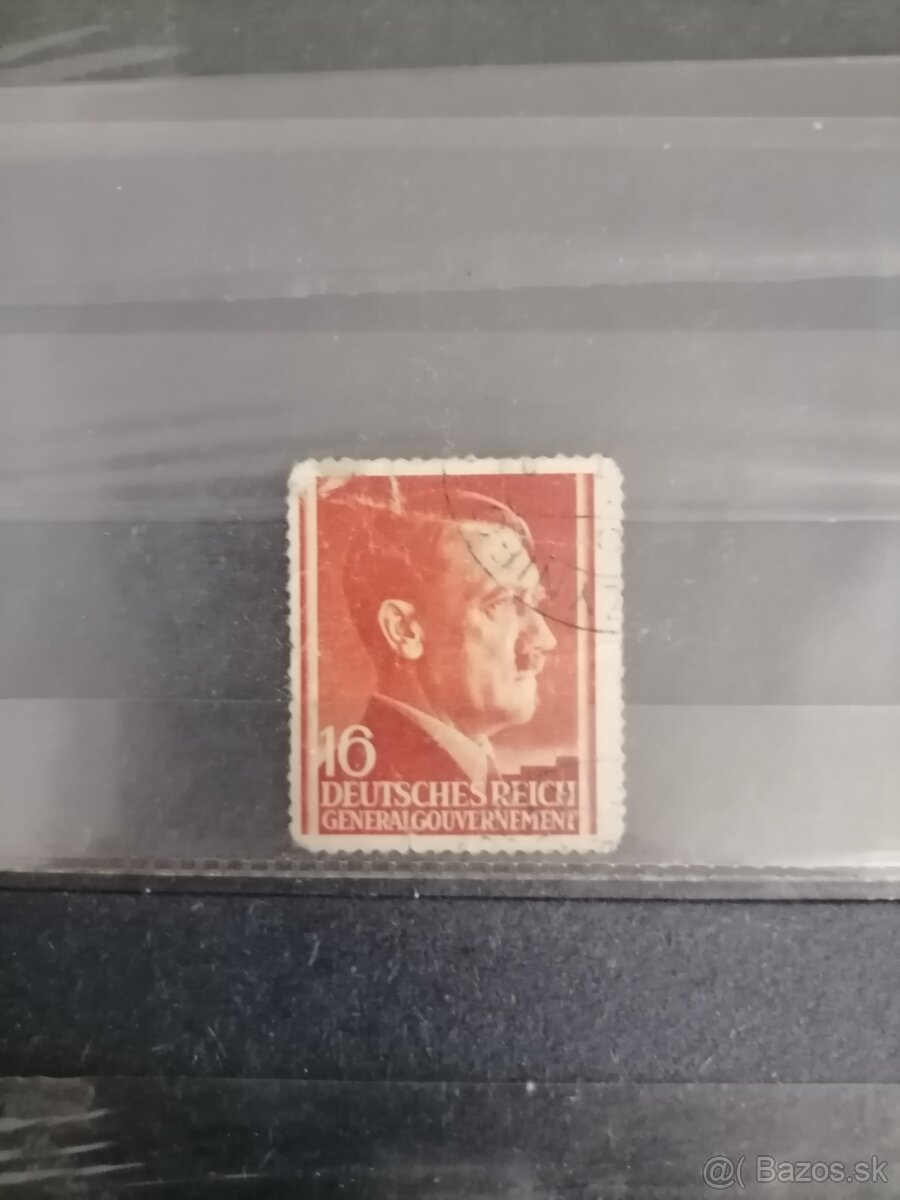 16
DEUTSCHES REICH
GENERALGOUVERNEMENT
@( Bazos.sk